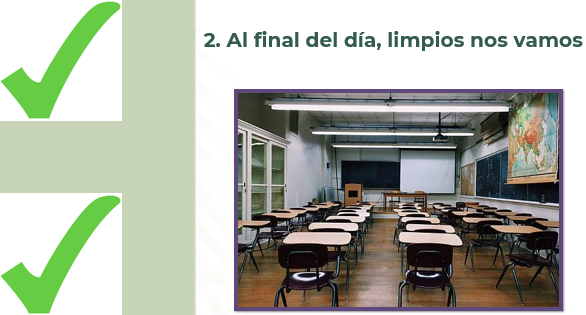 2. Al final del día, limpios nos vamos